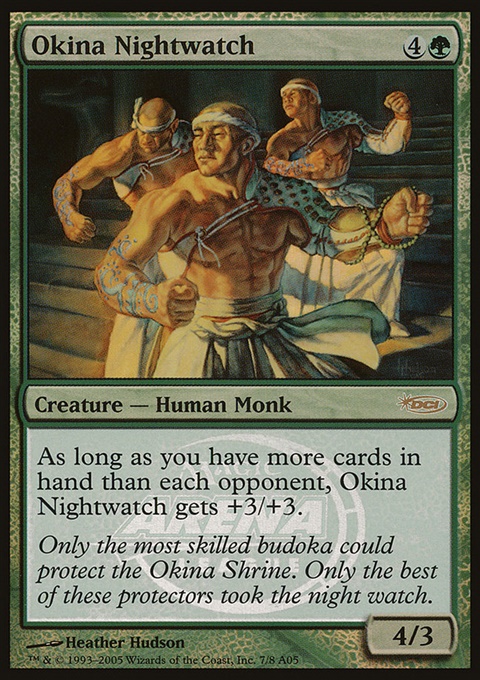 Okina Nightwatch 4
Creature — Human Monk
DCI
As long as you have more cards in
hand than each opponent, Okina
Nightwatch gets +3/+3.
MAGIC
ARENA
LEAGUE
Only the most skilled budoka could
protect the Okina Shrine. Only the best
of these protectors took the night watch.
4/3
Heather Hudson
™ & © 1993–2005 Wizards of the Coast, Inc. 7/8 A05